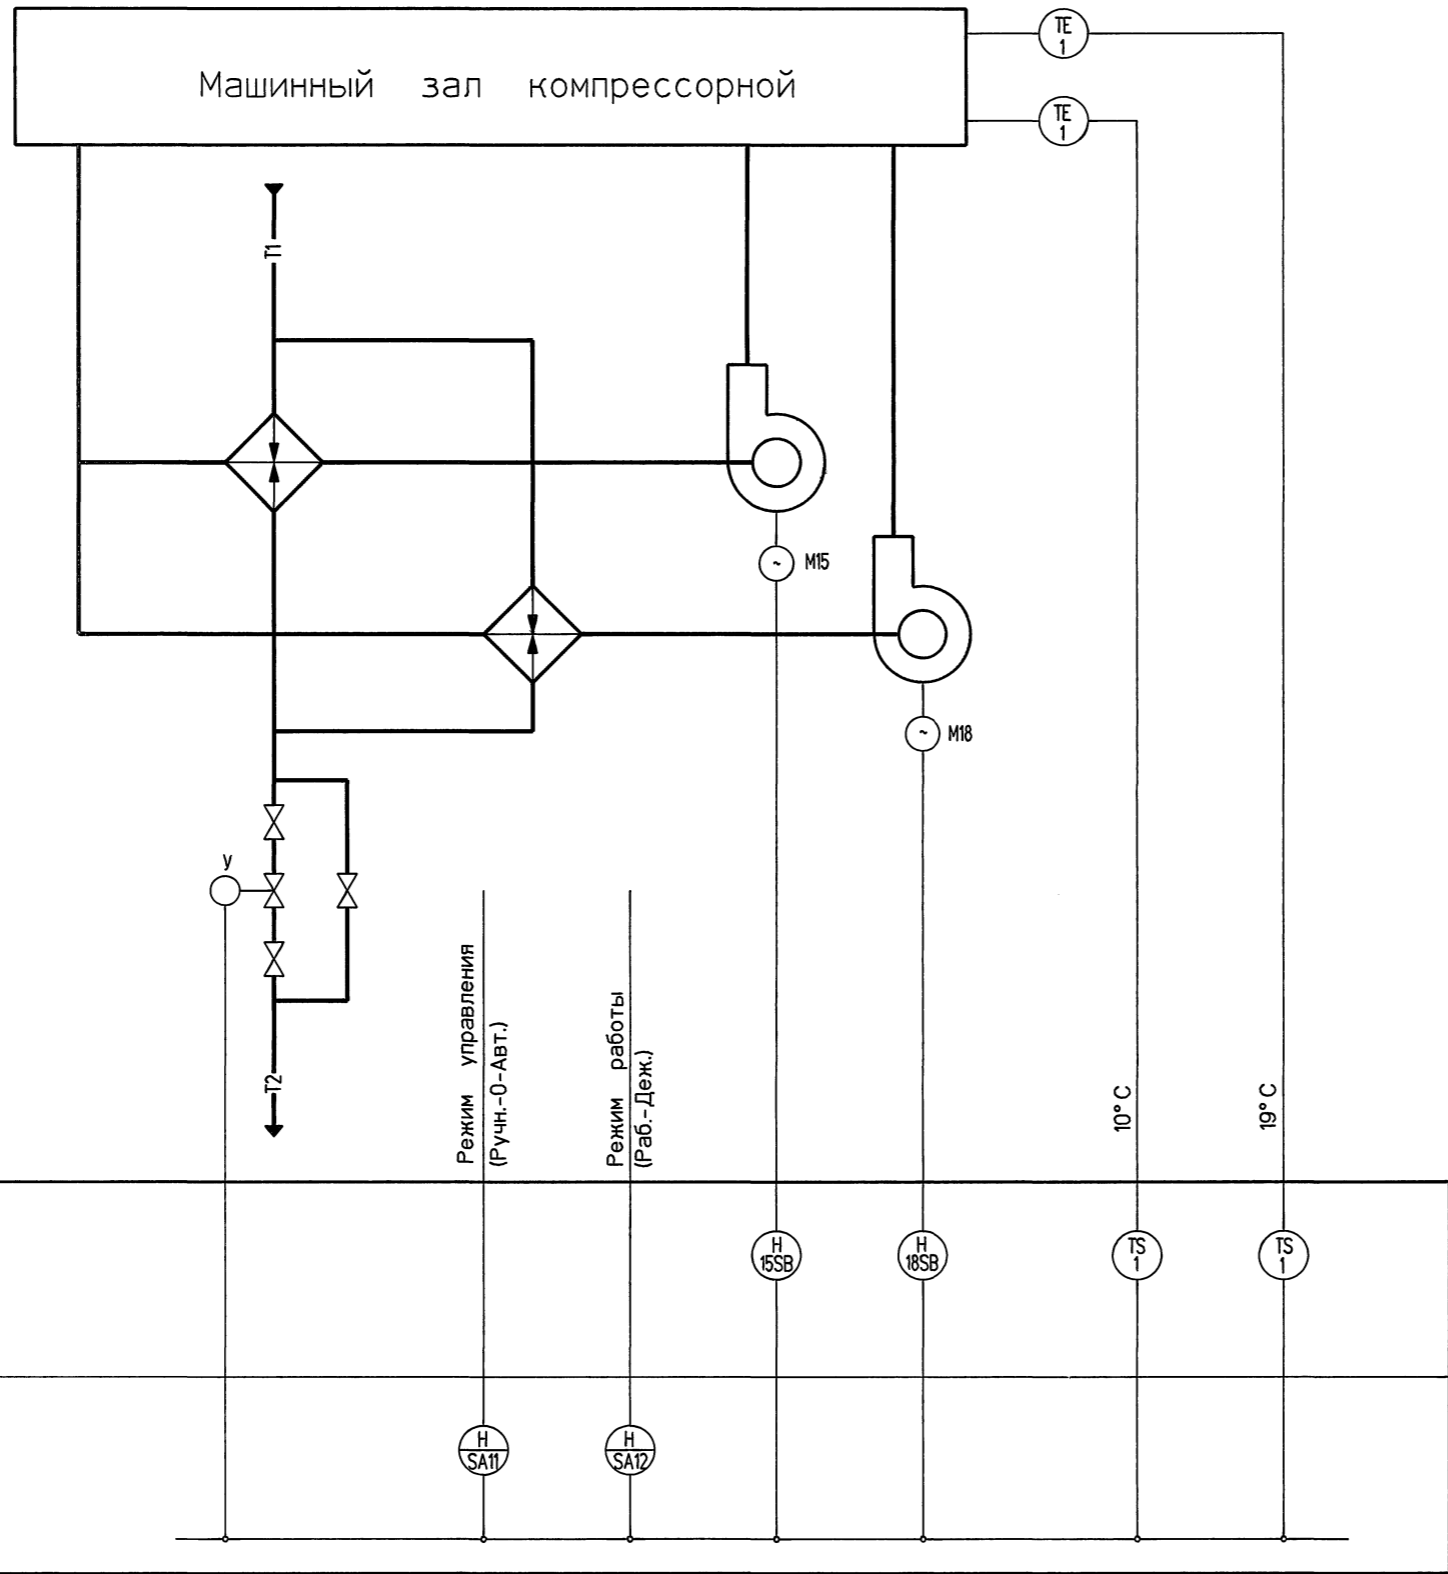 TE
1
Машинный зал компрессорной
TE
1
T1
~ M15
~ M18
У
Режим управления
(Ручн.-0-Авт.)
Режим работы
(Раб.-Деж.)
T2
10° C
19° C
H
15SB
H
18SB
TS
1
TS
1
H
SA11
H
SA12